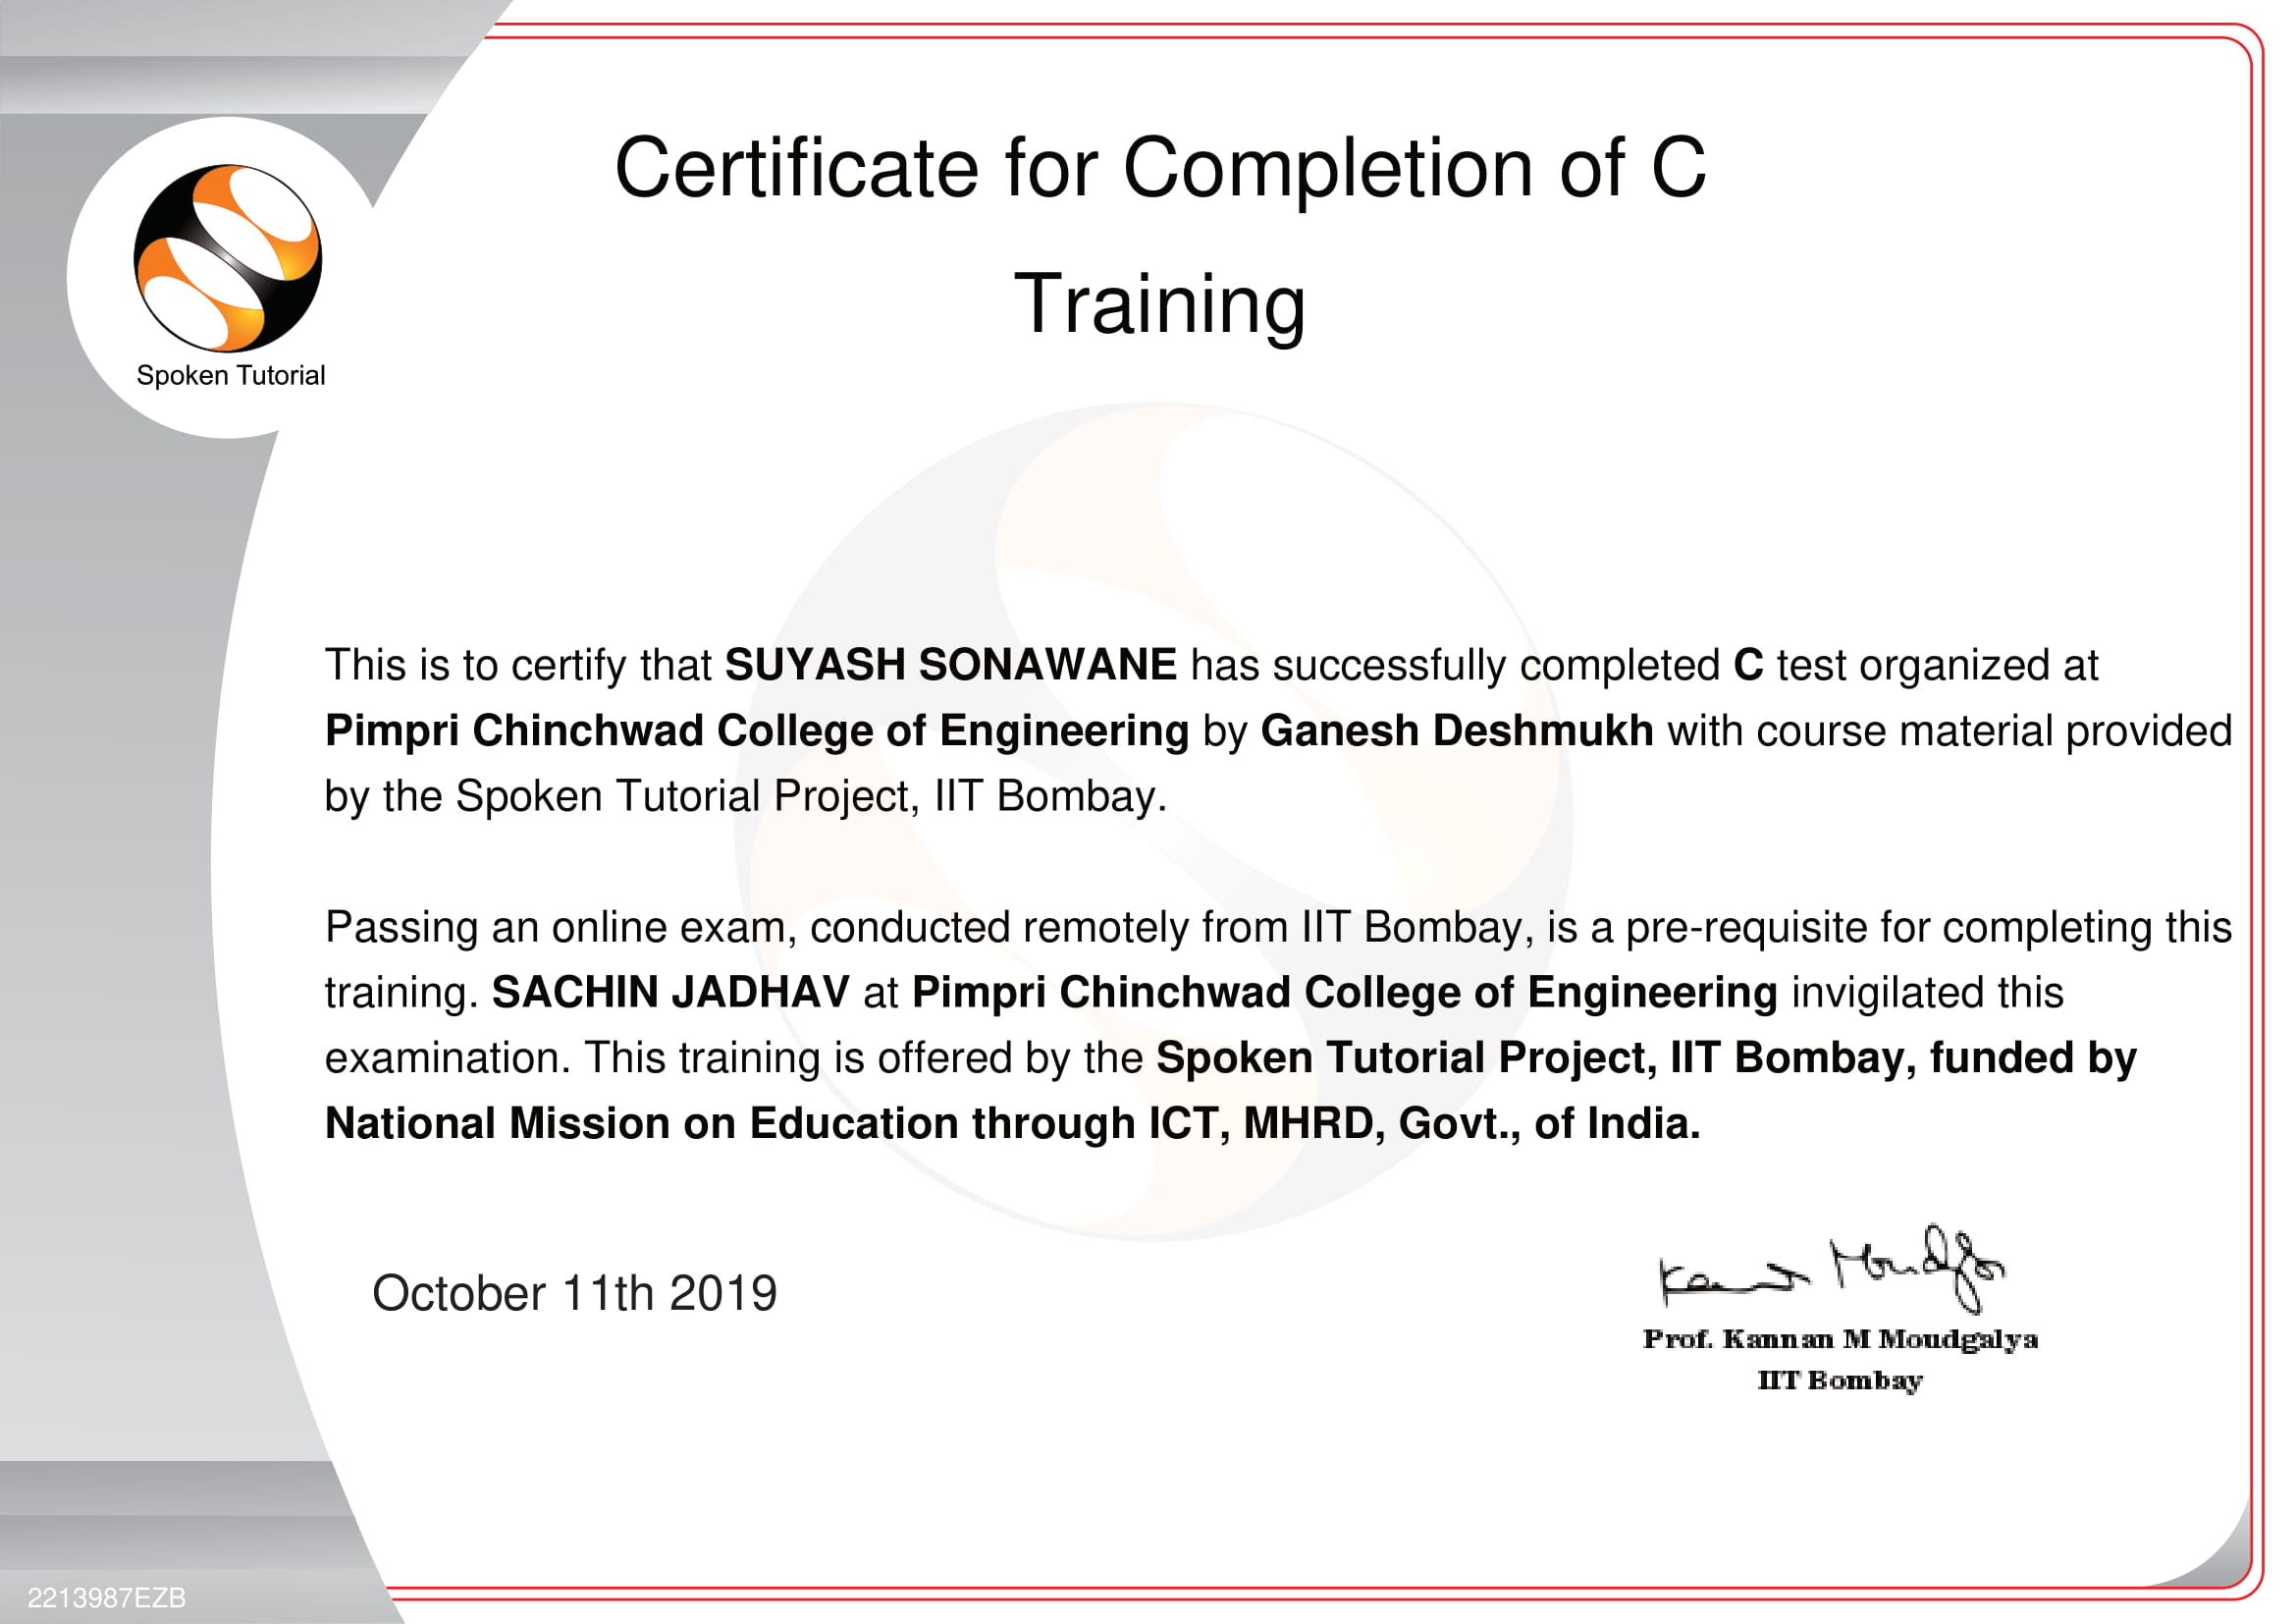 Certificate for Completion of C
Training
Spoken Tutorial
This is to certify that SUYASH SONAWANE has successfully completed C test organized at
Pimpri Chinchwad College of Engineering by Ganesh Deshmukh with course material provided
by the Spoken Tutorial Project, IIT Bombay.
Passing an online exam, conducted remotely from IIT Bombay, is a pre-requisite for completing this
training. SACHIN JADHAV at Pimpri Chinchwad College of Engineering invigilated this
examination. This training is offered by the Spoken Tutorial Project, IIT Bombay, funded by
National Mission on Education through ICT, MHRD, Govt., of India.
October 11th 2019
Prof. Kannan M Moudgalya
IIT Bombay
2213987EZB